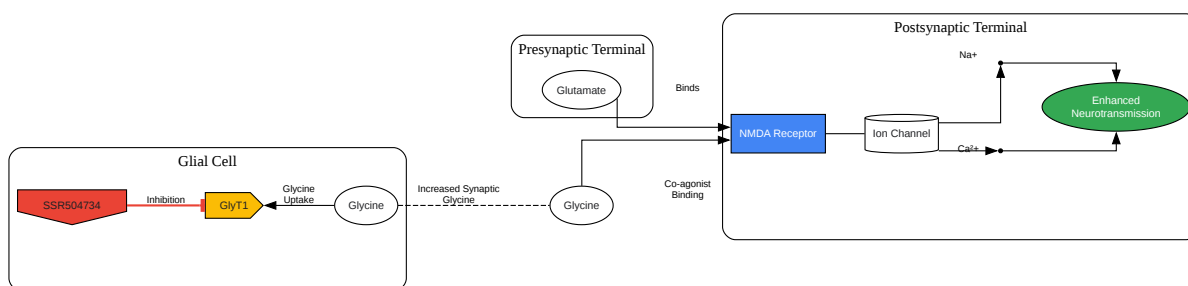 Postsynaptic Terminal
Presynaptic Terminal
Na+
Glutamate
Binds
Enhanced
Neurotransmission
NMDA Receptor
Ion Channel
Ca²+
Glial Cell
Co-agonist
Binding
SSR504734
Inhibition
GlyT1
Glycine
Uptake
Glycine
Increased Synaptic
Glycine
Glycine